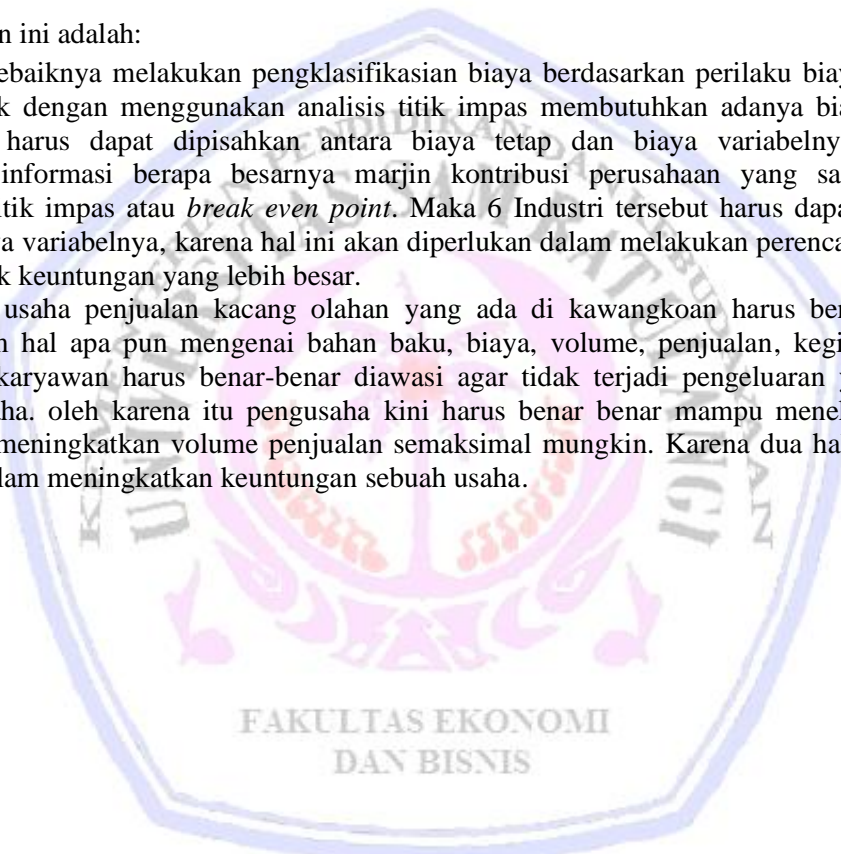 n ini adalah:
ebaiknya melakukan pengklasifikasian biaya berdasarkan perilaku biay
k dengan menggunakan analisis titik impas membutuhkan adanya bia
harus dapat dipisahkan antara biaya tetap dan biaya variabelny
informasi berapa besarnya marjin kontribusi perusahaan yang sa
itik impas atau break even point. Maka 6 Industri tersebut harus dapa
ya variabelnya, karena hal ini akan diperlukan dalam melakukan perenca
k keuntungan yang lebih besar.
usaha penjualan kacang olahan yang ada di kawangkoan harus ber
n hal apa pun mengenai bahan baku, biaya, volume, penjualan, kegi
karyawan harus benar-benar diawasi agar tidak terjadi pengeluaran y
ha. oleh karena itu pengusaha kini harus benar benar mampu mene
meningkatkan volume penjualan semaksimal mungkin. Karena dua ha
lam meningkatkan keuntungan sebuah usaha.
UNIVERSITAS SAM RATULANGI
FAKULTAS EKONOMI
DAN BISNIS